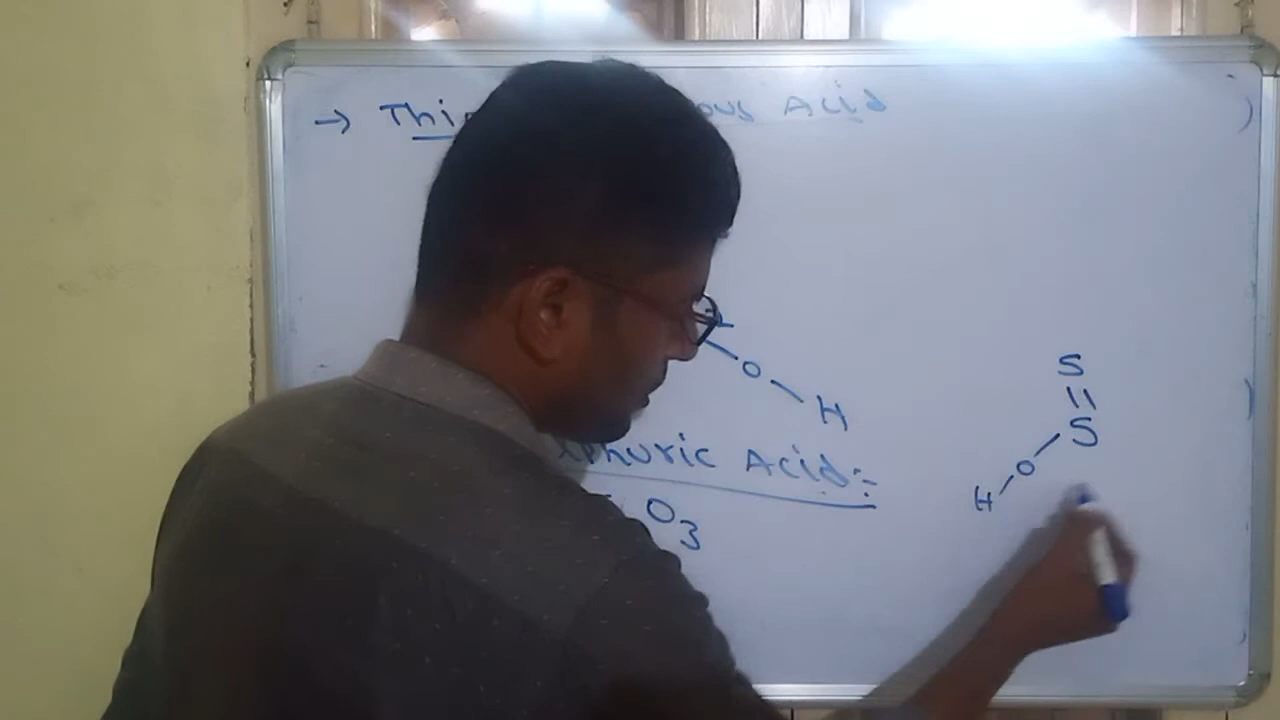 → Thi ous Acid )
S
S
O
O
H
H
phuric Acid:-
O3